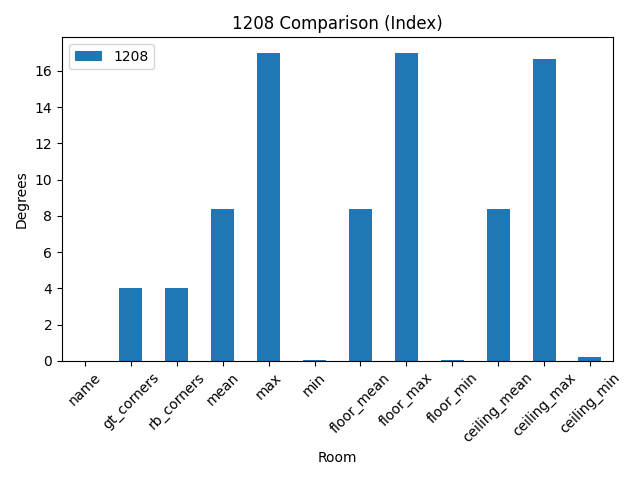 1208 Comparison (Index)
1208
Degrees
16
14
12
10
8
6
4
2
0
name
gt_corners
rb_corners
mean
max
min
floor_mean
floor_max
floor_min
ceiling_mean
ceiling_max
ceiling_min
Room